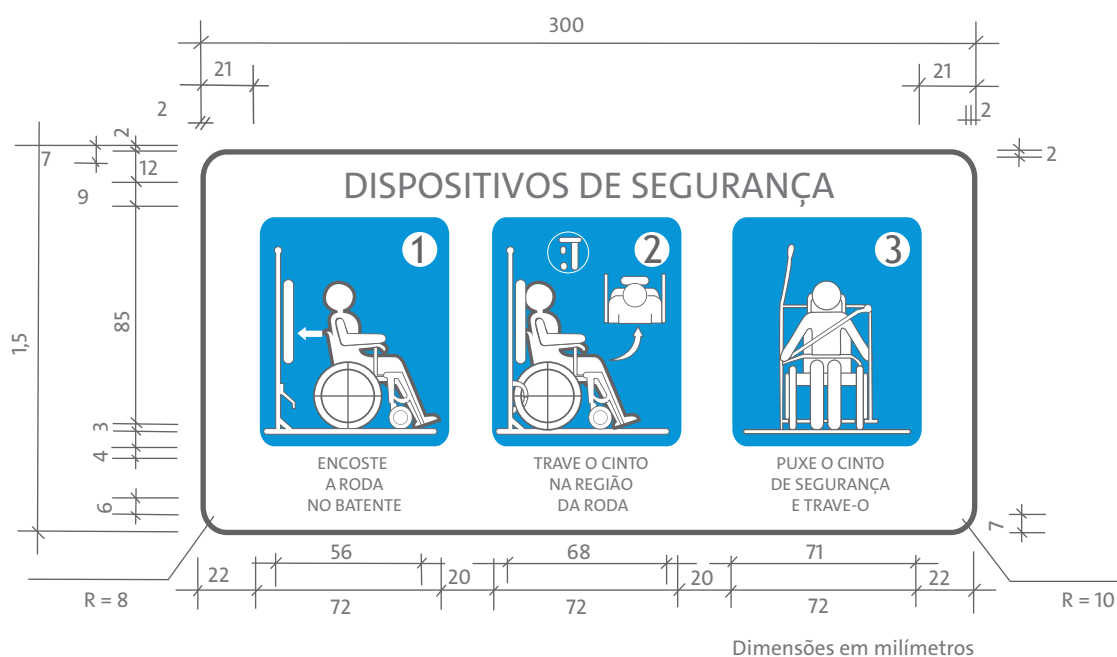 300
21
21
2
2
2
7
12
2
9
DISPOSITIVOS DE SEGURANÇA
1
2
3
85
1,5
3
4
6
7
ENCOSTE
A RODA
NO BATENTE
TRAVE O CINTO
NA REGIÃO
DA RODA
PUXE O CINTO
DE SEGURANÇA
E TRAVE-O
56
68
71
22
20
20
22
72
72
72
R = 8
R = 10
Dimensões em milímetros